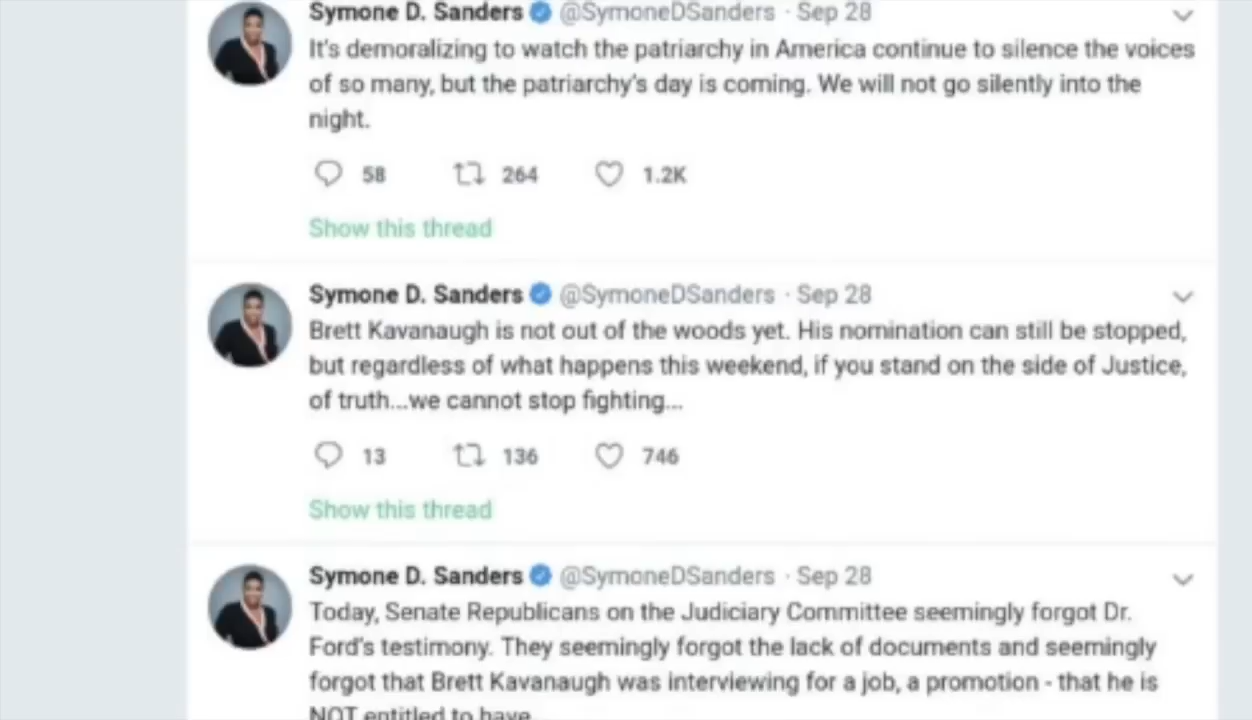 Symone D. Sanders @SymoneDSanders · Sep 28
It's demoralizing to watch the patriarchy in America continue to silence the voices
of so many, but the patriarchy's day is coming. We will not go silently into the
night.
58 264 1.2K
Show this thread
Symone D. Sanders @SymoneDSanders · Sep 28
Brett Kavanaugh is not out of the woods yet. His nomination can still be stopped,
but regardless of what happens this weekend, if you stand on the side of Justice,
of truth...we cannot stop fighting...
13 136 746
Show this thread
Symone D. Sanders @SymoneDSanders · Sep 28
Today, Senate Republicans on the Judiciary Committee seemingly forgot Dr.
Ford's testimony. They seemingly forgot the lack of documents and seemingly
forgot that Brett Kavanaugh was interviewing for a job, a promotion - that he is
NOT entitled to have